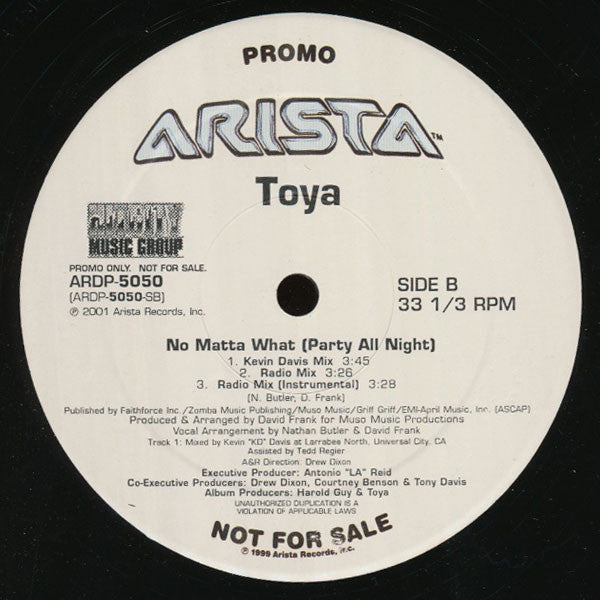 PROMO
ARISTA™
Toya
MUSIC GROUP
PROMO ONLY. NOT FOR SALE.
ARDP-5050
(ARDP-5050-SB)
℗ 2001 Arista Records, Inc.
SIDE B
33 1/3 RPM
No Matta What (Party All Night)
1. Kevin Davis Mix 3:45
2. Radio Mix 3:26
3. Radio Mix (Instrumental) 3:28
(N. Butler, D. Frank)
Published by Faithforce Inc./Zomba Music Publishing/Muso Music/Griff Griff/EMI-April Music, Inc. (ASCAP)
Produced & Arranged by David Frank for Muso Music Productions
Vocal Arrangement by Nathan Butler & David Frank
Track 1: Mixed by Kevin "KD" Davis at Larrabee North, Universal City, CA
Assisted by Tedd Regier
A&R Direction: Drew Dixon
Executive Producer: Antonio "LA" Reid
Co-Executive Producers: Drew Dixon, Courtney Benson & Tony Davis
Album Producers: Harold Guy & Toya
UNAUTHORIZED DUPLICATION IS A
VIOLATION OF APPLICABLE LAWS
NOT FOR SALE
℗ 1999 Arista Records, Inc.